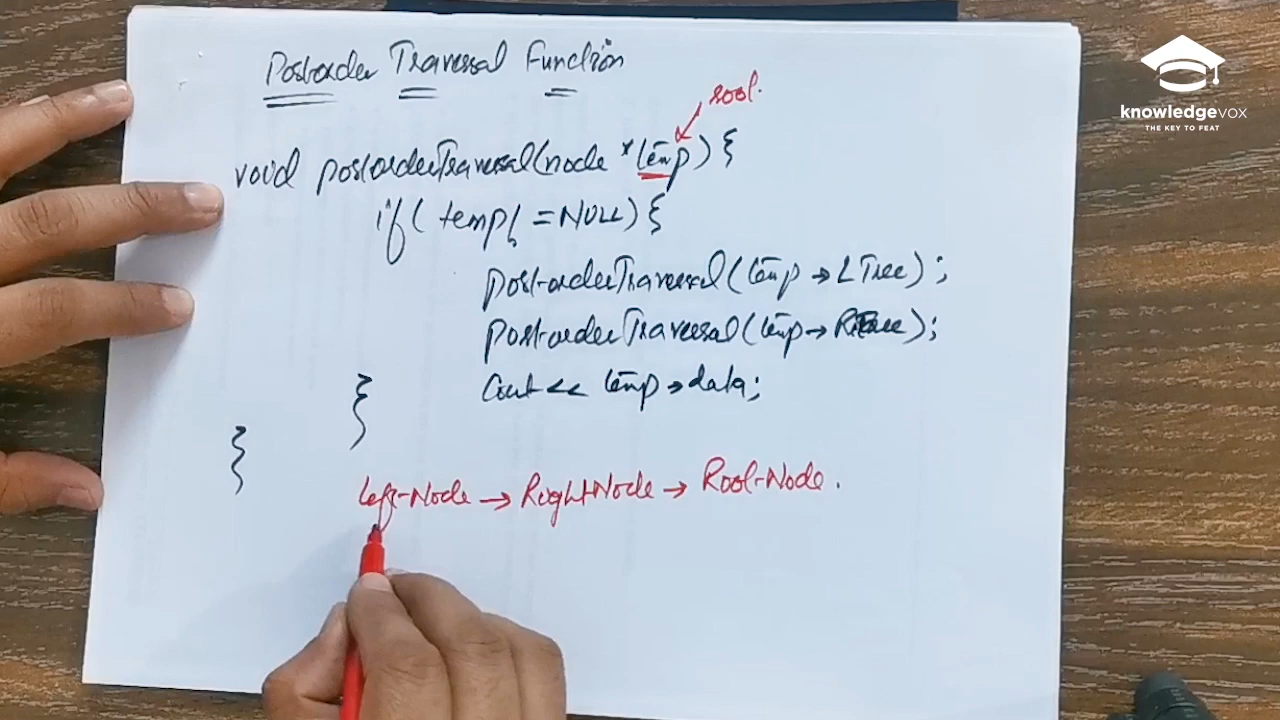 Postorder Traversal Function
root.
void postorderTraversal(node *temp) {
if( temp != NULL) {
postorderTraversal(temp → LTree);
postorderTraversal(temp → RTree);
Cout << temp → data;
}
}
Left-Node → Right-Node → Root-Node.
knowledgevox
THE KEY TO FEAT